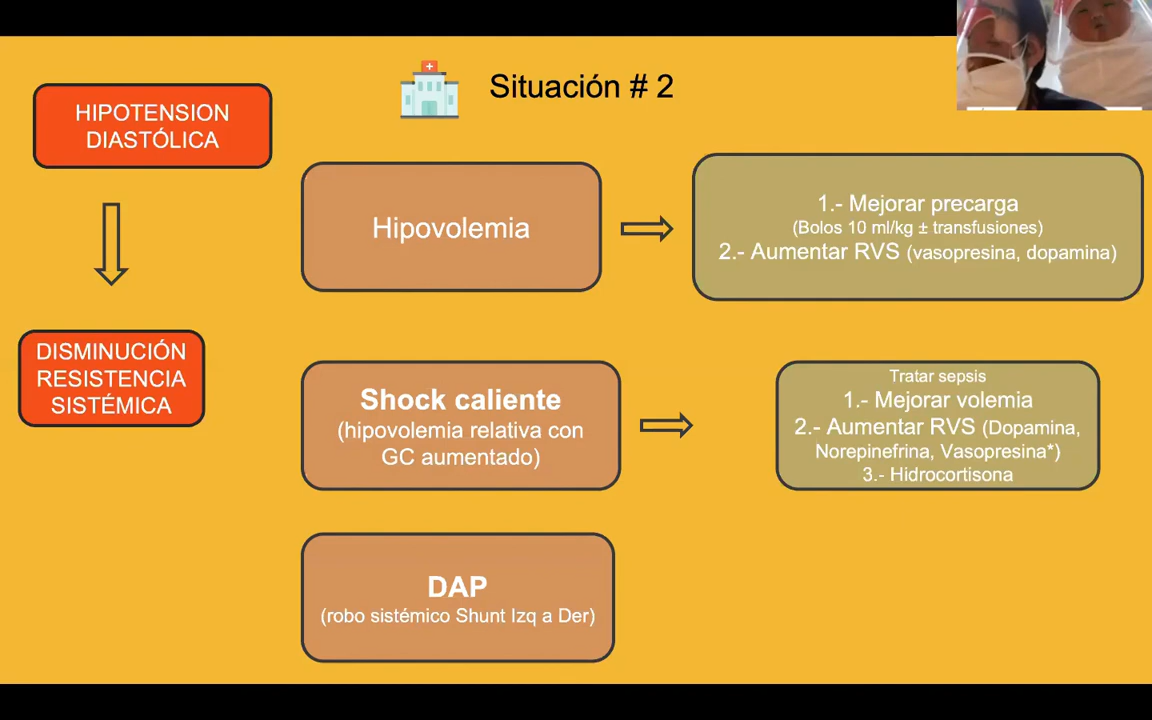 Situación # 2
HIPOTENSION
DIASTÓLICA
DISMINUCIÓN
RESISTENCIA
SISTÉMICA
Hipovolemia
1.- Mejorar precarga
(Bolos 10 ml/kg ± transfusiones)
2.- Aumentar RVS (vasopresina, dopamina)
Shock caliente
(hipovolemia relativa con
GC aumentado)
Tratar sepsis
1.- Mejorar volemia
2.- Aumentar RVS (Dopamina,
Norepinefrina, Vasopresina*)
3.- Hidrocortisona
DAP
(robo sistémico Shunt Izq a Der)